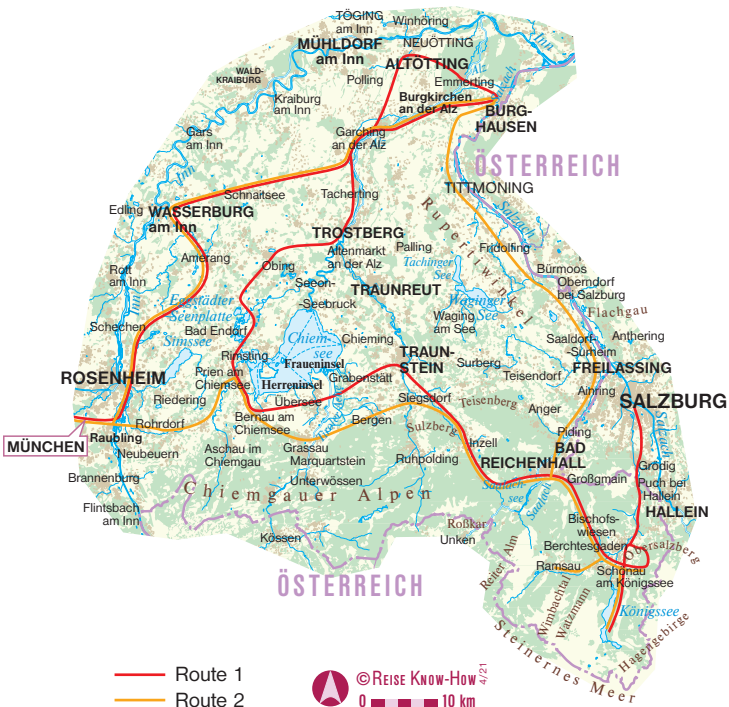 TÖGING
am Inn
Winhöring
MÜHLDORF
am Inn
NEUÖTTING
Inn
ALTÖTTING
WALD-
KRAIBURG
Polling
Alz
Emmerting
Salzach
Kraiburg
am Inn
Burgkirchen
an der Alz
BURG-
HAUSEN
Gars
am Inn
Garching
an der Alz
Inn
ÖSTERREICH
TITTMONING
Schnaitsee
Tacherting
Edling
WASSERBURG
am Inn
Salzach
Rupertiwinkel
TROSTBERG
Fridolfing
Amerang
Altenmarkt
an der Alz
Palling
Obing
Tachinger
See
Rott
am Inn
Bürmoos
Seeon-
-Seebruck
Oberndorf
bei Salzburg
Eggstädter
Seenplatte
TRAUNREUT
Waginger
See
Flachgau
Inn
Schechen
Bad Endorf
Waging
am See
Simssee
Chiem-
see
Chieming
Saaldorf-
-Surheim
Anthering
Rimsting
Fraueninsel
TRAUN-
STEIN
Surberg
FREILASSING
ROSENHEIM
Prien am
Chiemsee
Herreninsel
Grabenstätt
Teisendorf
Ainring
Riedering
Übersee
Siegsdorf
Teisenberg
Anger
SALZBURG
Rohrdorf
Bernau am
Chiemsee
Bergen
Sulzberg
Piding
Salzach
MÜNCHEN
Raubling
Neubeuern
Aschau im
Chiemgau
Grassau
Marquartstein
Inzell
BAD
REICHENHALL
Ruhpolding
Grödig
Brannenburg
Unterwössen
Großgmain
Puch bei
Hallein
Chiemgauer Alpen
Saalach-
see
Saalach
Flintsbach
am Inn
HALLEIN
Roßkar
Bischofs-
wiesen
Kössen
Unken
Berchtesgaden
Obersalzberg
Reiter Alm
Ramsau
Schönau
am Königssee
ÖSTERREICH
Wimbachtal
Watzmann
Königssee
Hagengebirge
Steinernes Meer
Route 1
Route 2
© REISE KNOW-HOW 4/21
0 10 km